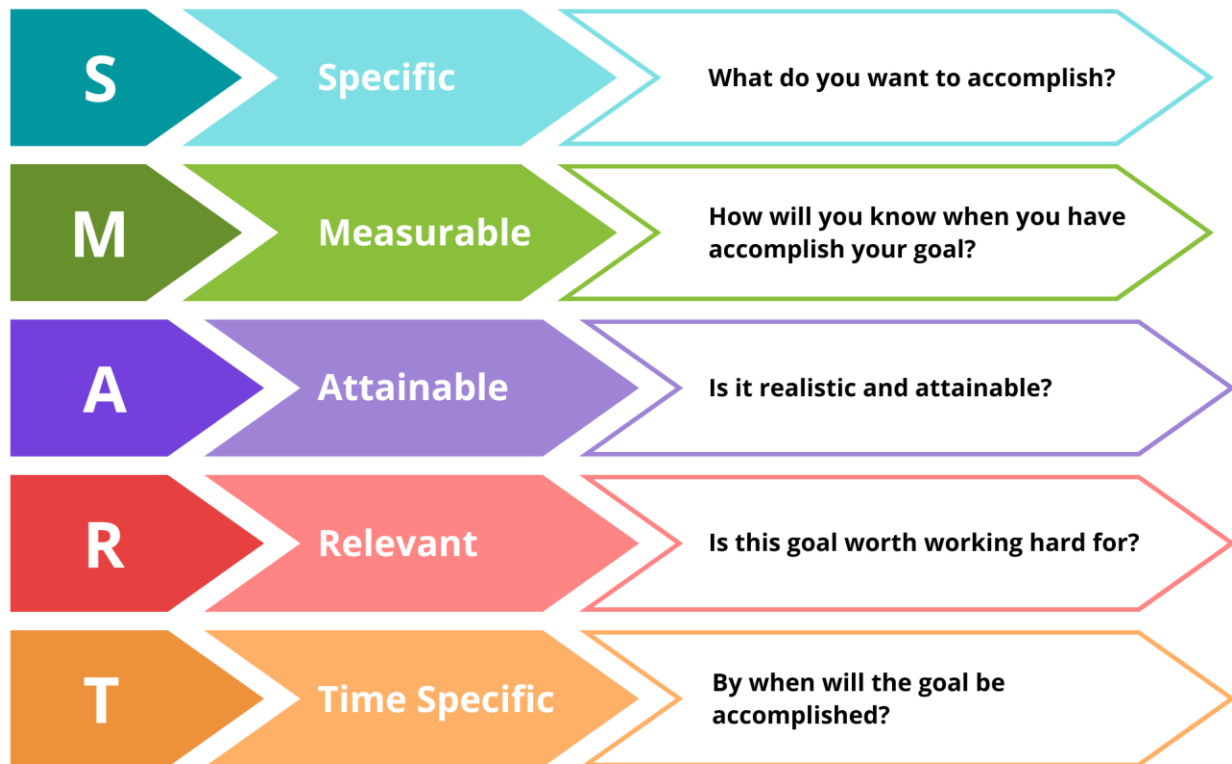 S
Specific
What do you want to accomplish?
M
Measurable
How will you know when you have
accomplish your goal?
A
Attainable
Is it realistic and attainable?
R
Relevant
Is this goal worth working hard for?
T
Time Specific
By when will the goal be
accomplished?